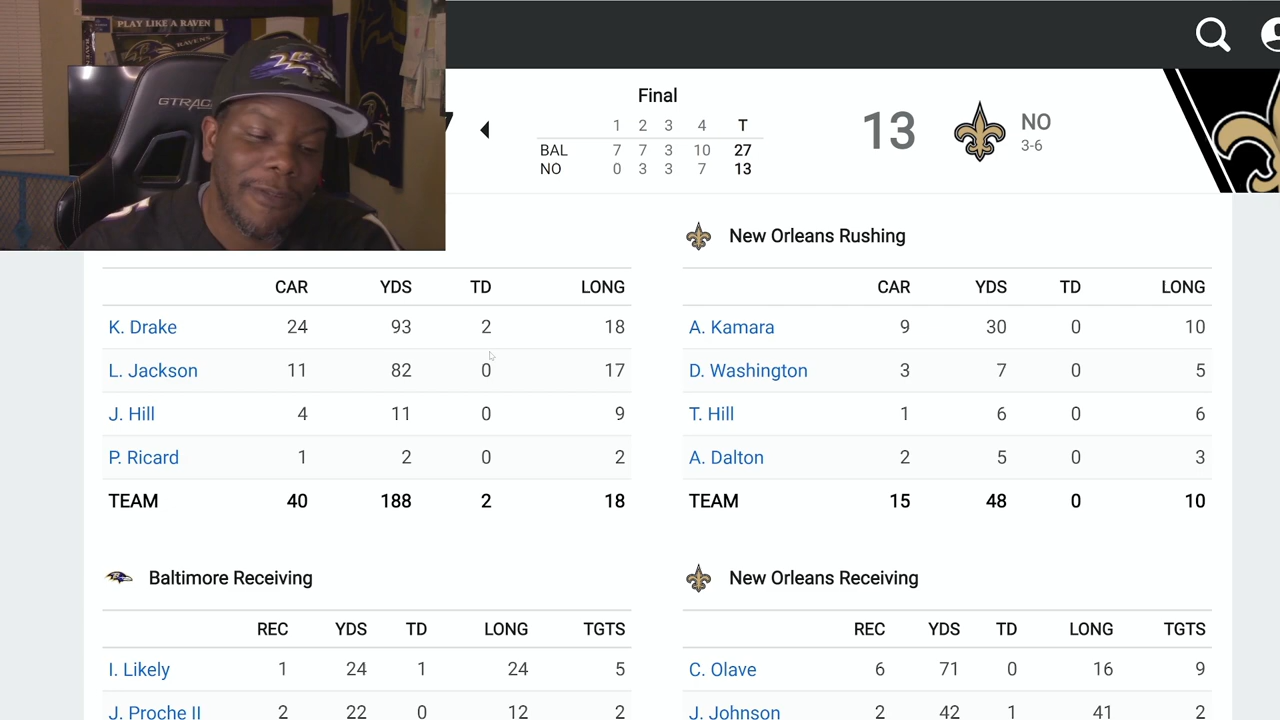 PLAY LIKE A RAVEN
RAVENS
GTRAC
Final
1 2 3 4 T
BAL 7 7 3 10 27
NO 0 3 3 7 13
13
NO
3-6
New Orleans Rushing
CAR YDS TD LONG
K. Drake 24 93 2 18
L. Jackson 11 82 0 17
J. Hill 4 11 0 9
P. Ricard 1 2 0 2
TEAM 40 188 2 18
CAR YDS TD LONG
A. Kamara 9 30 0 10
D. Washington 3 7 0 5
T. Hill 1 6 0 6
A. Dalton 2 5 0 3
TEAM 15 48 0 10
Baltimore Receiving
REC YDS TD LONG TGTS
I. Likely 1 24 1 24 5
J. Proche II 2 22 0 12 2
New Orleans Receiving
REC YDS TD LONG TGTS
C. Olave 6 71 0 16 9
J. Johnson 2 42 1 41 2